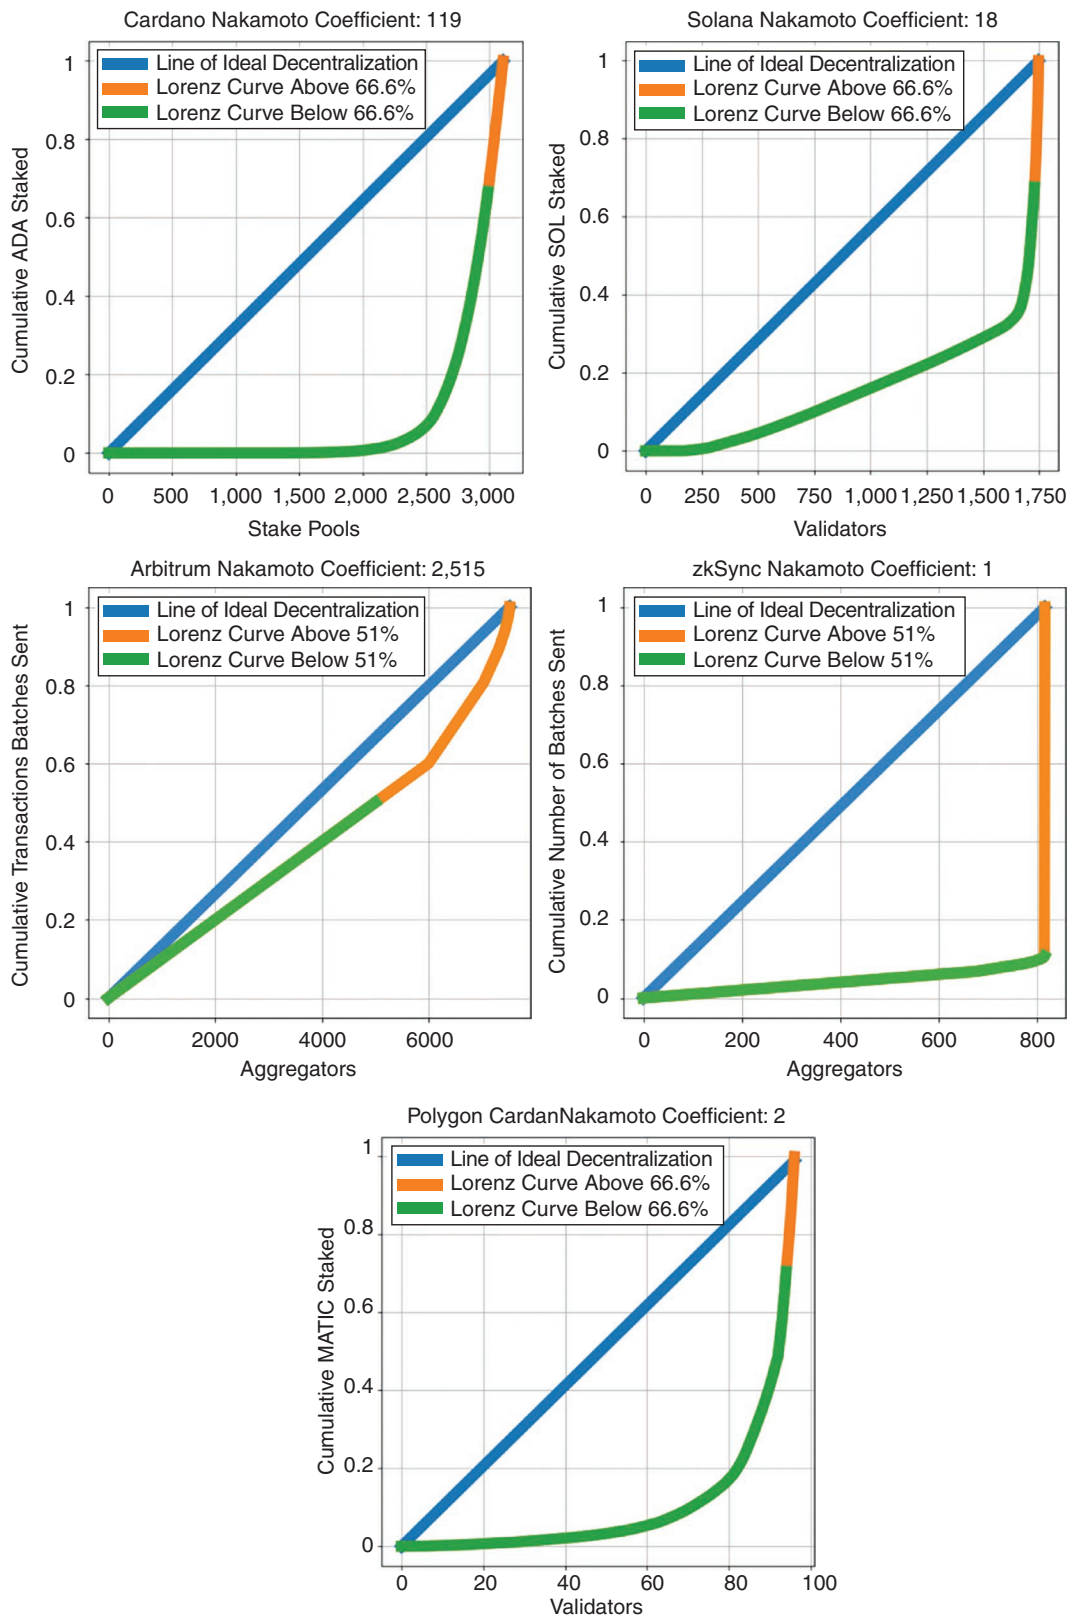 Cardano Nakamoto Coefficient: 119
Line of Ideal Decentralization
Lorenz Curve Above 66.6%
Lorenz Curve Below 66.6%
Cumulative ADA Staked
1
0.8
0.6
0.4
0.2
0
0 500 1,000 1,500 2,000 2,500 3,000
Stake Pools
Solana Nakamoto Coefficient: 18
Line of Ideal Decentralization
Lorenz Curve Above 66.6%
Lorenz Curve Below 66.6%
Cumulative SOL Staked
1
0.8
0.6
0.4
0.2
0
0 250 500 750 1,000 1,250 1,500 1,750
Validators
Arbitrum Nakamoto Coefficient: 2,515
Line of Ideal Decentralization
Lorenz Curve Above 51%
Lorenz Curve Below 51%
Cumulative Transactions Batches Sent
1
0.8
0.6
0.4
0.2
0
0 2000 4000 6000
Aggregators
zkSync Nakamoto Coefficient: 1
Line of Ideal Decentralization
Lorenz Curve Above 51%
Lorenz Curve Below 51%
Cumulative Number of Batches Sent
1
0.8
0.6
0.4
0.2
0
0 200 400 600 800
Aggregators
Polygon CardanNakamoto Coefficient: 2
Line of Ideal Decentralization
Lorenz Curve Above 66.6%
Lorenz Curve Below 66.6%
Cumulative MATIC Staked
1
0.8
0.6
0.4
0.2
0
0 20 40 60 80 100
Validators